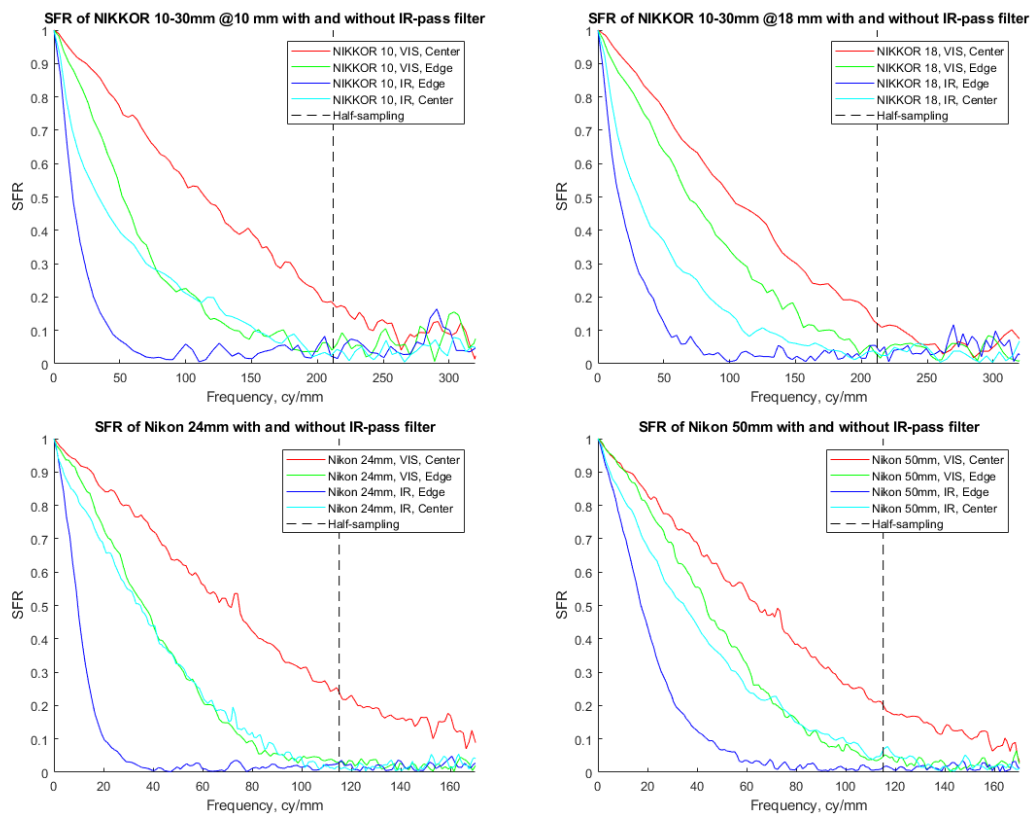 SFR of NIKKOR 10-30mm @10 mm with and without IR-pass filter
1
0.9
0.8
0.7
0.6
0.5
0.4
0.3
0.2
0.1
0
SFR
NIKKOR 10, VIS, Center
NIKKOR 10, VIS, Edge
NIKKOR 10, IR, Edge
NIKKOR 10, IR, Center
Half-sampling
0 50 100 150 200 250 300
Frequency, cy/mm
SFR of NIKKOR 10-30mm @18 mm with and without IR-pass filter
1
0.9
0.8
0.7
0.6
0.5
0.4
0.3
0.2
0.1
0
SFR
NIKKOR 18, VIS, Center
NIKKOR 18, VIS, Edge
NIKKOR 18, IR, Edge
NIKKOR 18, IR, Center
Half-sampling
0 50 100 150 200 250 300
Frequency, cy/mm
SFR of Nikon 24mm with and without IR-pass filter
1
0.9
0.8
0.7
0.6
0.5
0.4
0.3
0.2
0.1
0
SFR
Nikon 24mm, VIS, Center
Nikon 24mm, VIS, Edge
Nikon 24mm, IR, Edge
Nikon 24mm, IR, Center
Half-sampling
0 20 40 60 80 100 120 140 160
Frequency, cy/mm
SFR of Nikon 50mm with and without IR-pass filter
1
0.9
0.8
0.7
0.6
0.5
0.4
0.3
0.2
0.1
0
SFR
Nikon 50mm, VIS, Center
Nikon 50mm, VIS, Edge
Nikon 50mm, IR, Edge
Nikon 50mm, IR, Center
Half-sampling
0 20 40 60 80 100 120 140 160
Frequency, cy/mm